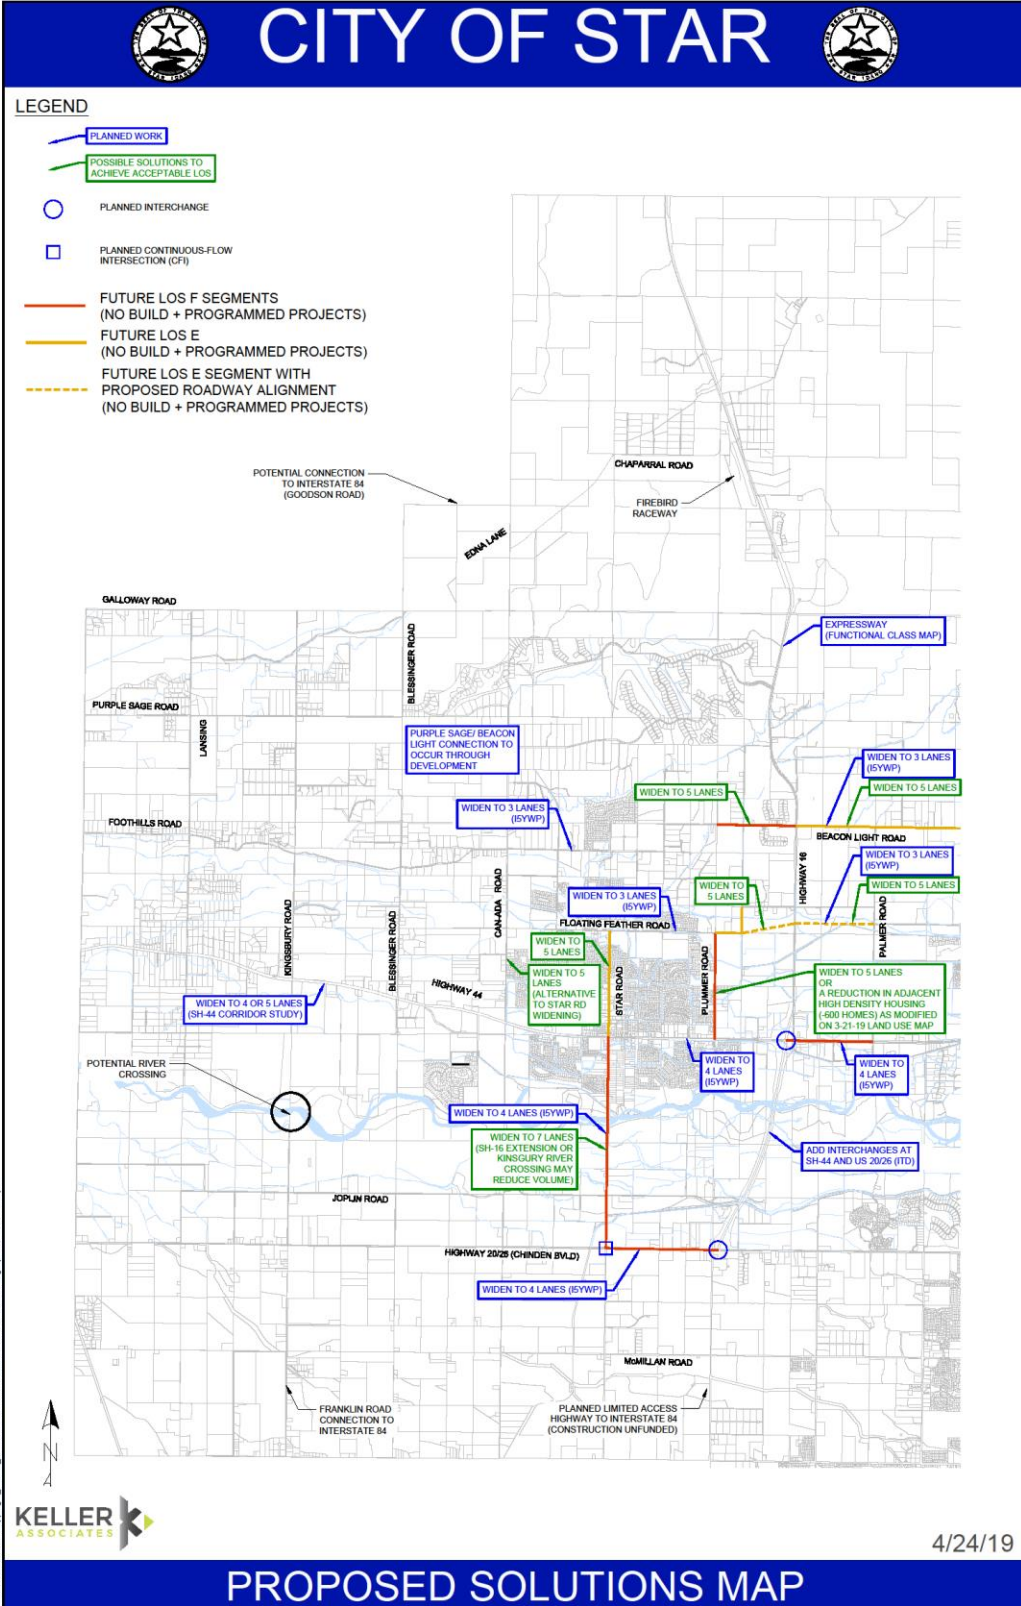 CITY OF STAR
LEGEND
PLANNED WORK
POSSIBLE SOLUTIONS TO
ACHIEVE ACCEPTABLE LOS
PLANNED INTERCHANGE
PLANNED CONTINUOUS-FLOW
INTERSECTION (CFI)
FUTURE LOS F SEGMENTS
(NO BUILD + PROGRAMMED PROJECTS)
FUTURE LOS E
(NO BUILD + PROGRAMMED PROJECTS)
FUTURE LOS E SEGMENT WITH
PROPOSED ROADWAY ALIGNMENT
(NO BUILD + PROGRAMMED PROJECTS)
CHAPARRAL ROAD
POTENTIAL CONNECTION
TO INTERSTATE 84
(GOODSON ROAD)
FIREBIRD
RACEWAY
EDNA LANE
GALLOWAY ROAD
EXPRESSWAY
(FUNCTIONAL CLASS MAP)
BLESSINGER ROAD
PURPLE SAGE ROAD
LANSING
PURPLE SAGE/ BEACON
LIGHT CONNECTION TO
OCCUR THROUGH
DEVELOPMENT
WIDEN TO 3 LANES
(I5YWP)
WIDEN TO 5 LANES
WIDEN TO 5 LANES
WIDEN TO 3 LANES
(I5YWP)
FOOTHILLS ROAD
BEACON LIGHT ROAD
WIDEN TO 3 LANES
(I5YWP)
HIGHWAY 16
WIDEN TO
5 LANES
WIDEN TO 5 LANES
CAN-ADA ROAD
WIDEN TO 3 LANES
(I5YWP)
FLOATING FEATHER ROAD
KINGSBURY ROAD
BLESSINGER ROAD
PALMER ROAD
WIDEN TO
5 LANES
PLUMMER ROAD
STAR ROAD
WIDEN TO 5
LANES
(ALTERNATIVE
TO STAR RD
WIDENING)
WIDEN TO 5 LANES
OR
A REDUCTION IN ADJACENT
HIGH DENSITY HOUSING
(-600 HOMES) AS MODIFIED
ON 3-21-19 LAND USE MAP
HIGHWAY 44
WIDEN TO 4 OR 5 LANES
(SH-44 CORRIDOR STUDY)
POTENTIAL RIVER
CROSSING
WIDEN TO
4 LANES
(I5YWP)
WIDEN TO
4 LANES
(I5YWP)
WIDEN TO 4 LANES (I5YWP)
WIDEN TO 7 LANES
(SH-16 EXTENSION OR
KINSGURY RIVER
CROSSING MAY
REDUCE VOLUME)
ADD INTERCHANGES AT
SH-44 AND US 20/26 (ITD)
JOPLIN ROAD
HIGHWAY 20/26 (CHINDEN BVLD)
WIDEN TO 4 LANES (I5YWP)
McMILLAN ROAD
FRANKLIN ROAD
CONNECTION TO
INTERSTATE 84
PLANNED LIMITED ACCESS
HIGHWAY TO INTERSTATE 84
(CONSTRUCTION UNFUNDED)
N
KELLER
ASSOCIATES
4/24/19
PROPOSED SOLUTIONS MAP